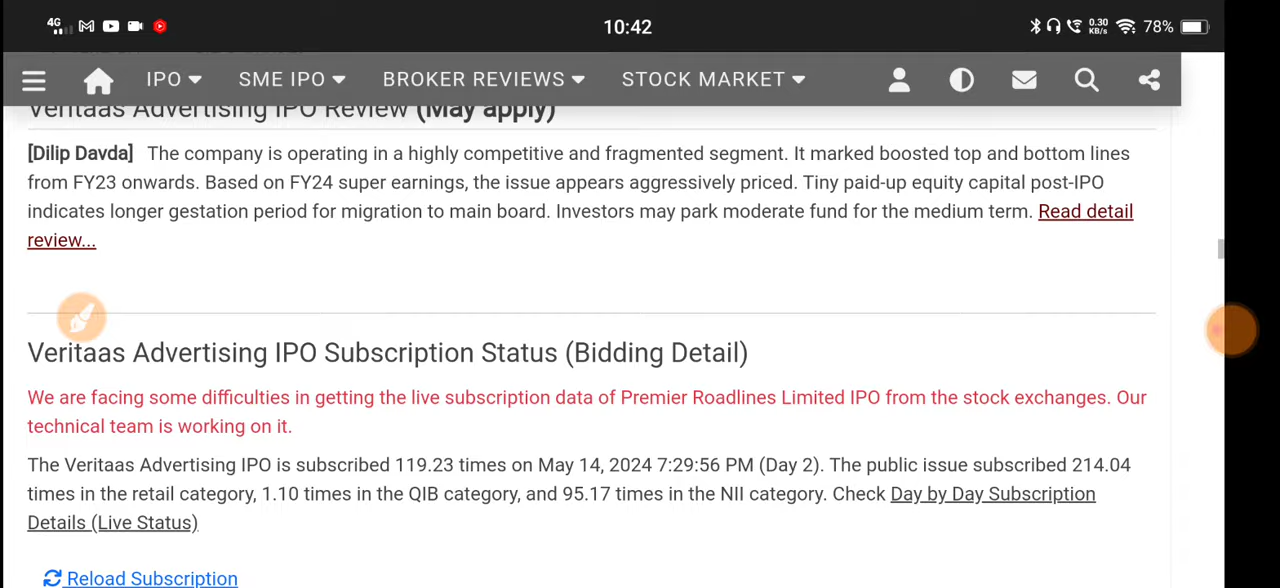 4G 10:42 0.30 KB/s 78%
IPO SME IPO BROKER REVIEWS STOCK MARKET
Veritaas Advertising IPO Review (May apply)
[Dilip Davda] The company is operating in a highly competitive and fragmented segment. It marked boosted top and bottom lines
from FY23 onwards. Based on FY24 super earnings, the issue appears aggressively priced. Tiny paid-up equity capital post-IPO
indicates longer gestation period for migration to main board. Investors may park moderate fund for the medium term. Read detail
review...
Veritaas Advertising IPO Subscription Status (Bidding Detail)
We are facing some difficulties in getting the live subscription data of Premier Roadlines Limited IPO from the stock exchanges. Our
technical team is working on it.
The Veritaas Advertising IPO is subscribed 119.23 times on May 14, 2024 7:29:56 PM (Day 2). The public issue subscribed 214.04
times in the retail category, 1.10 times in the QIB category, and 95.17 times in the NII category. Check Day by Day Subscription
Details (Live Status)
Reload Subscription